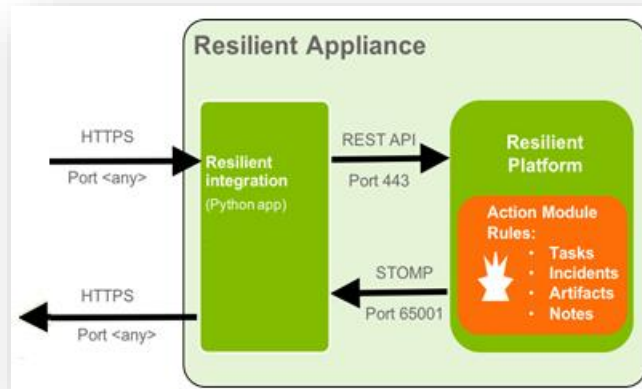 Resilient Appliance
HTTPS
Port <any>
Resilient
integration
(Python app)
REST API
Port 443
Resilient
Platform
Action Module
Rules:
• Tasks
• Incidents
• Artifacts
• Notes
STOMP
Port 65001
HTTPS
Port <any>